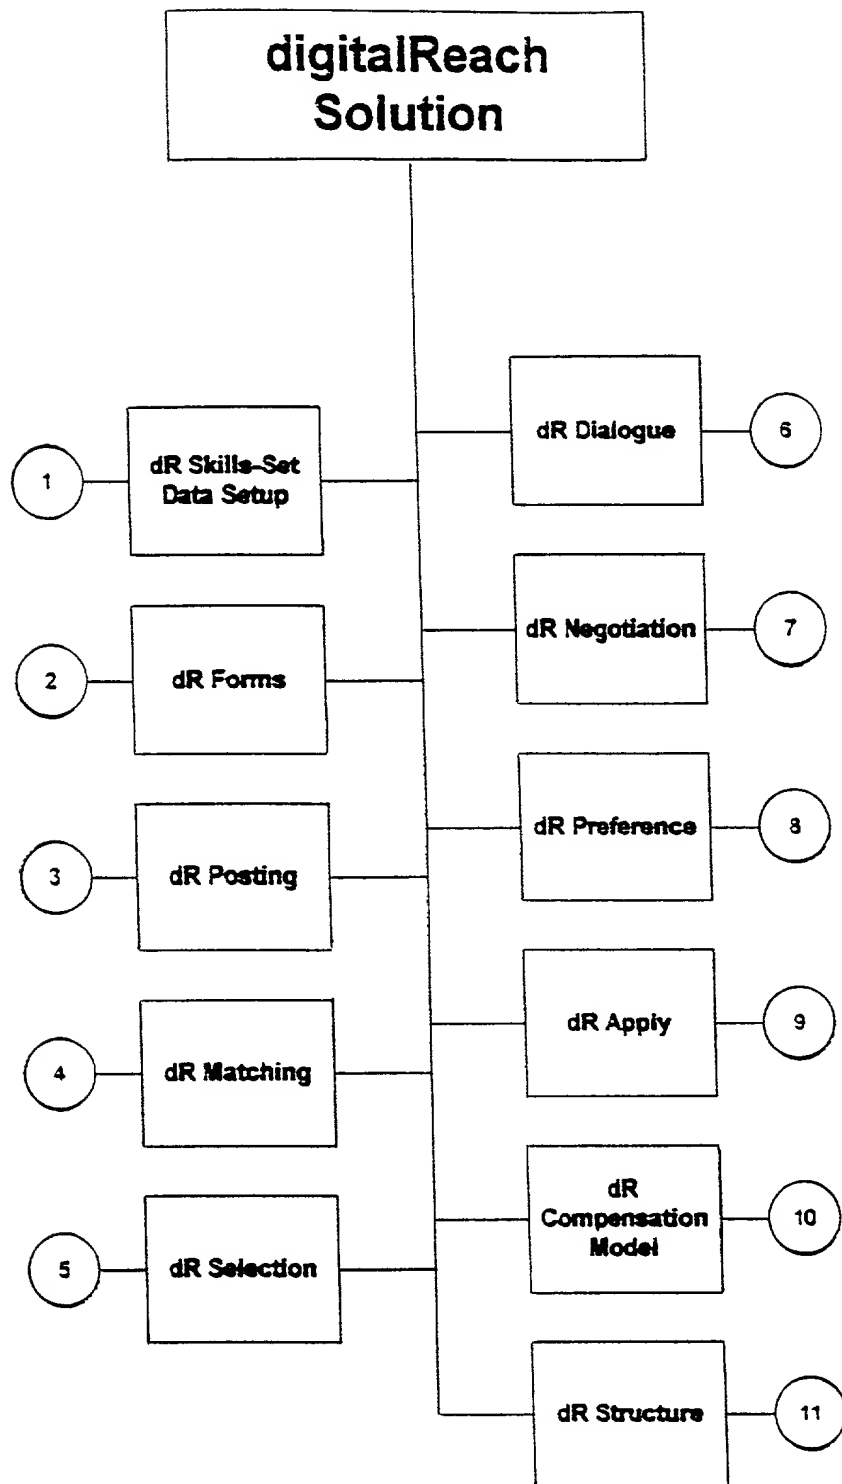 digitalReach
Solution
1
dR Skills-Set
Data Setup
2
dR Forms
3
dR Posting
4
dR Matching
5
dR Selection
dR Dialogue
6
dR Negotiation
7
dR Preference
8
dR Apply
9
dR
Compensation
Model
10
dR Structure
11